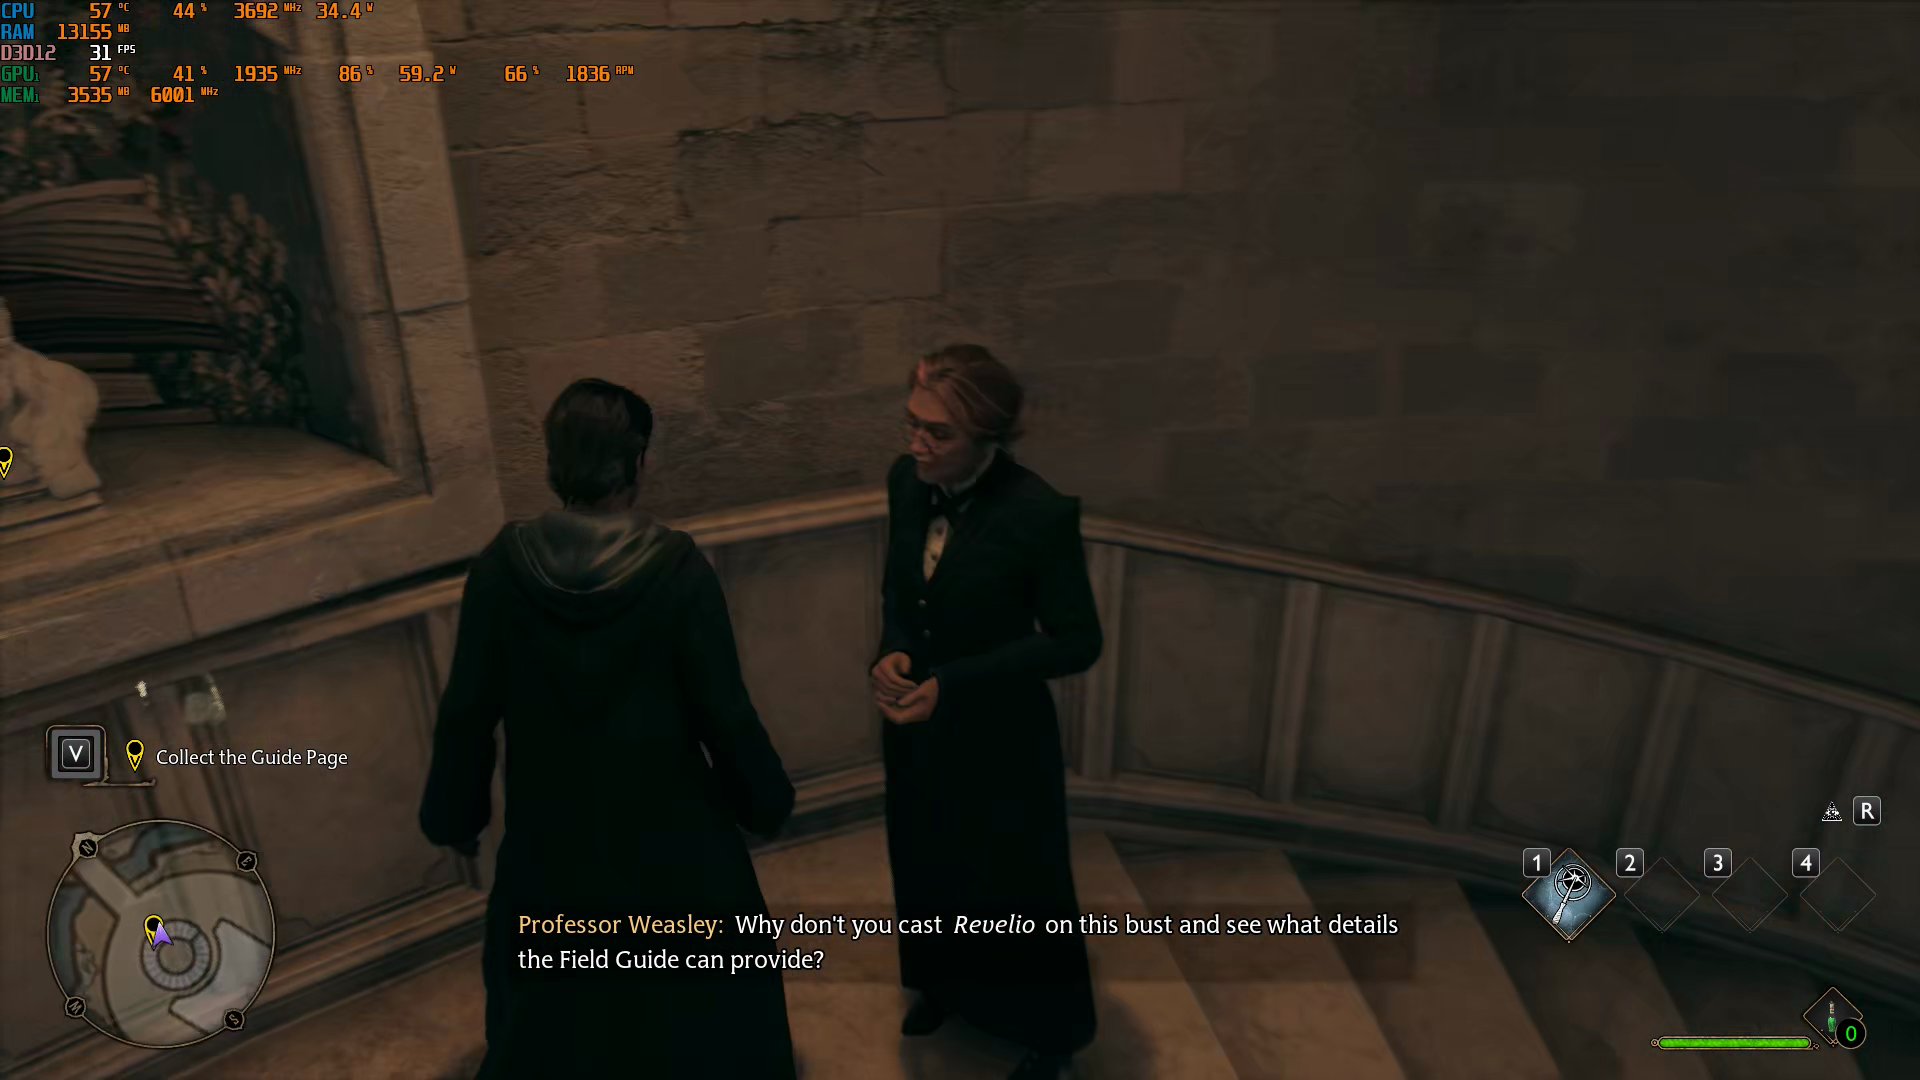 CPU 57 °C 44 % 3692 MHz 34.4 W
RAM 13155 MB
D3D12 31 FPS
GPU1 57 °C 41 % 1935 MHz 86 % 59.2 W 66 % 1836 RPM
MEM1 3535 MB 6001 MHz
V Collect the Guide Page
N E
W S
R
1 2 3 4
Professor Weasley: Why don't you cast Revelio on this bust and see what details
the Field Guide can provide?
0